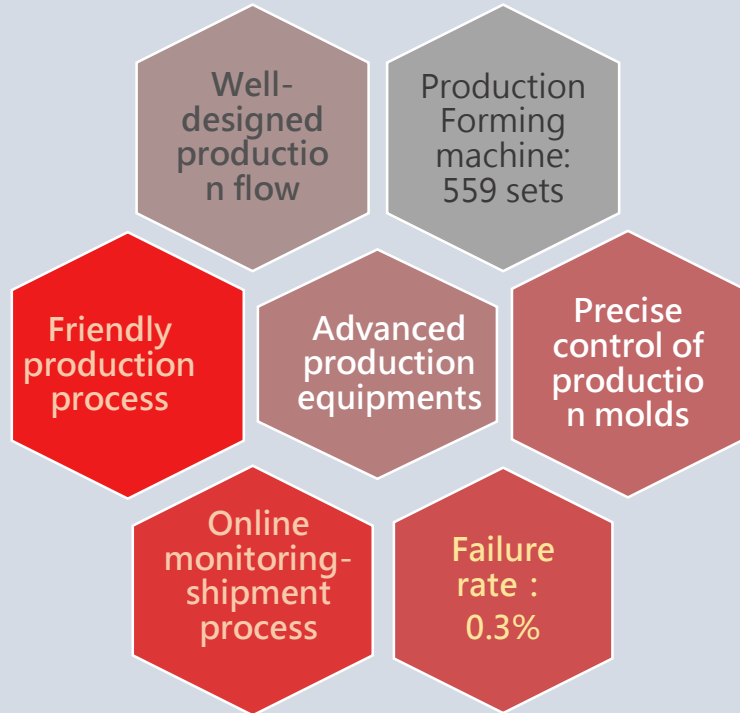 Well-
designed
productio
n flow
Production
Forming
machine:
559 sets
Friendly
production
process
Advanced
production
equipments
Precise
control of
productio
n molds
Online
monitoring-
shipment
process
Failure
rate：
0.3%